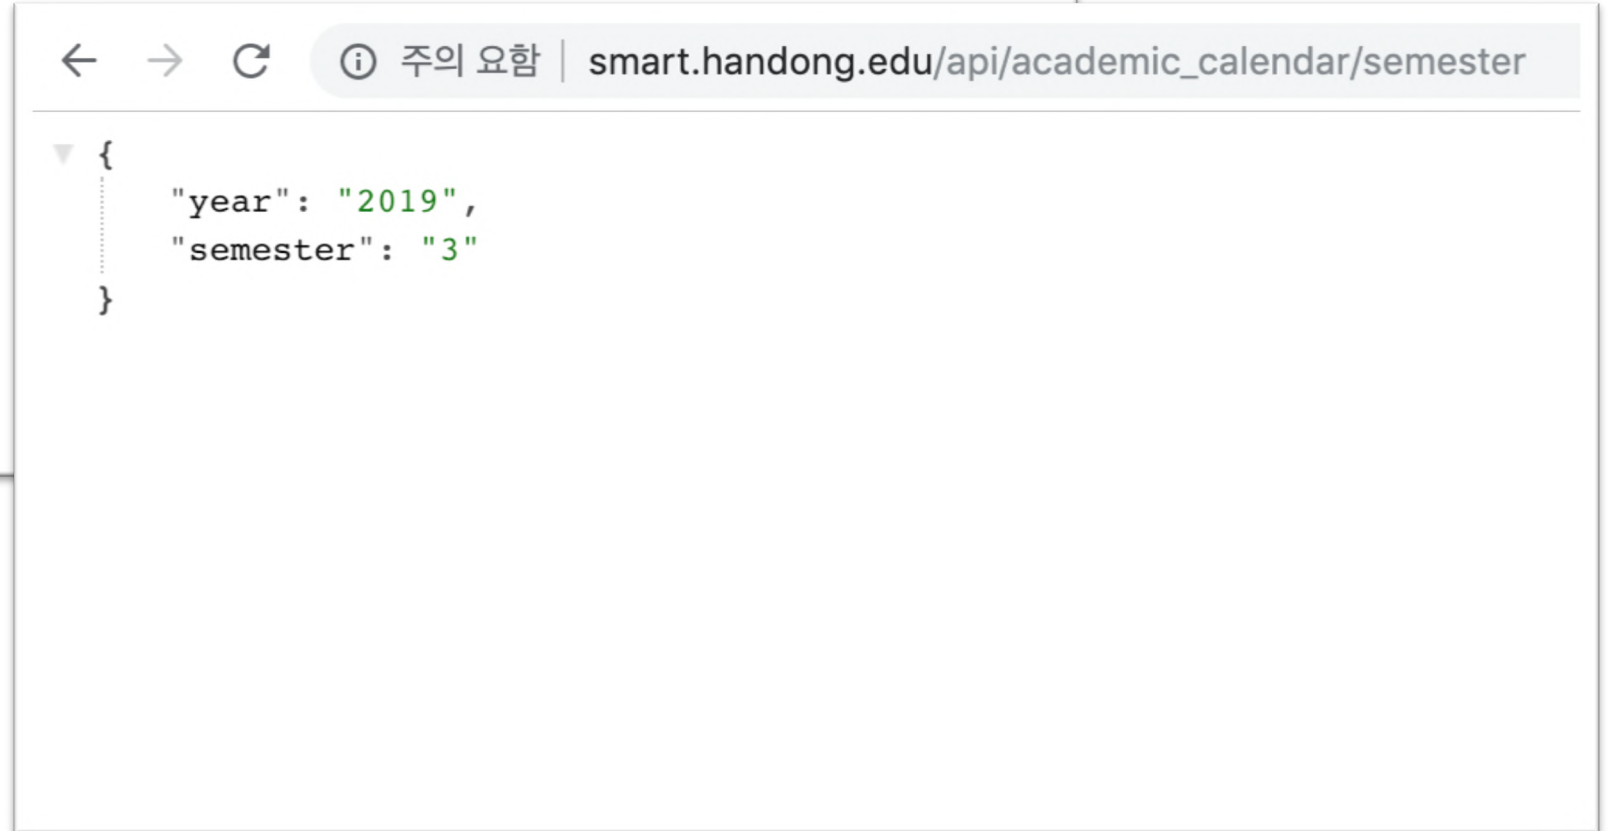 주의 요함 | smart.handong.edu/api/academic_calendar/semester
{
"year": "2019",
"semester": "3"
}